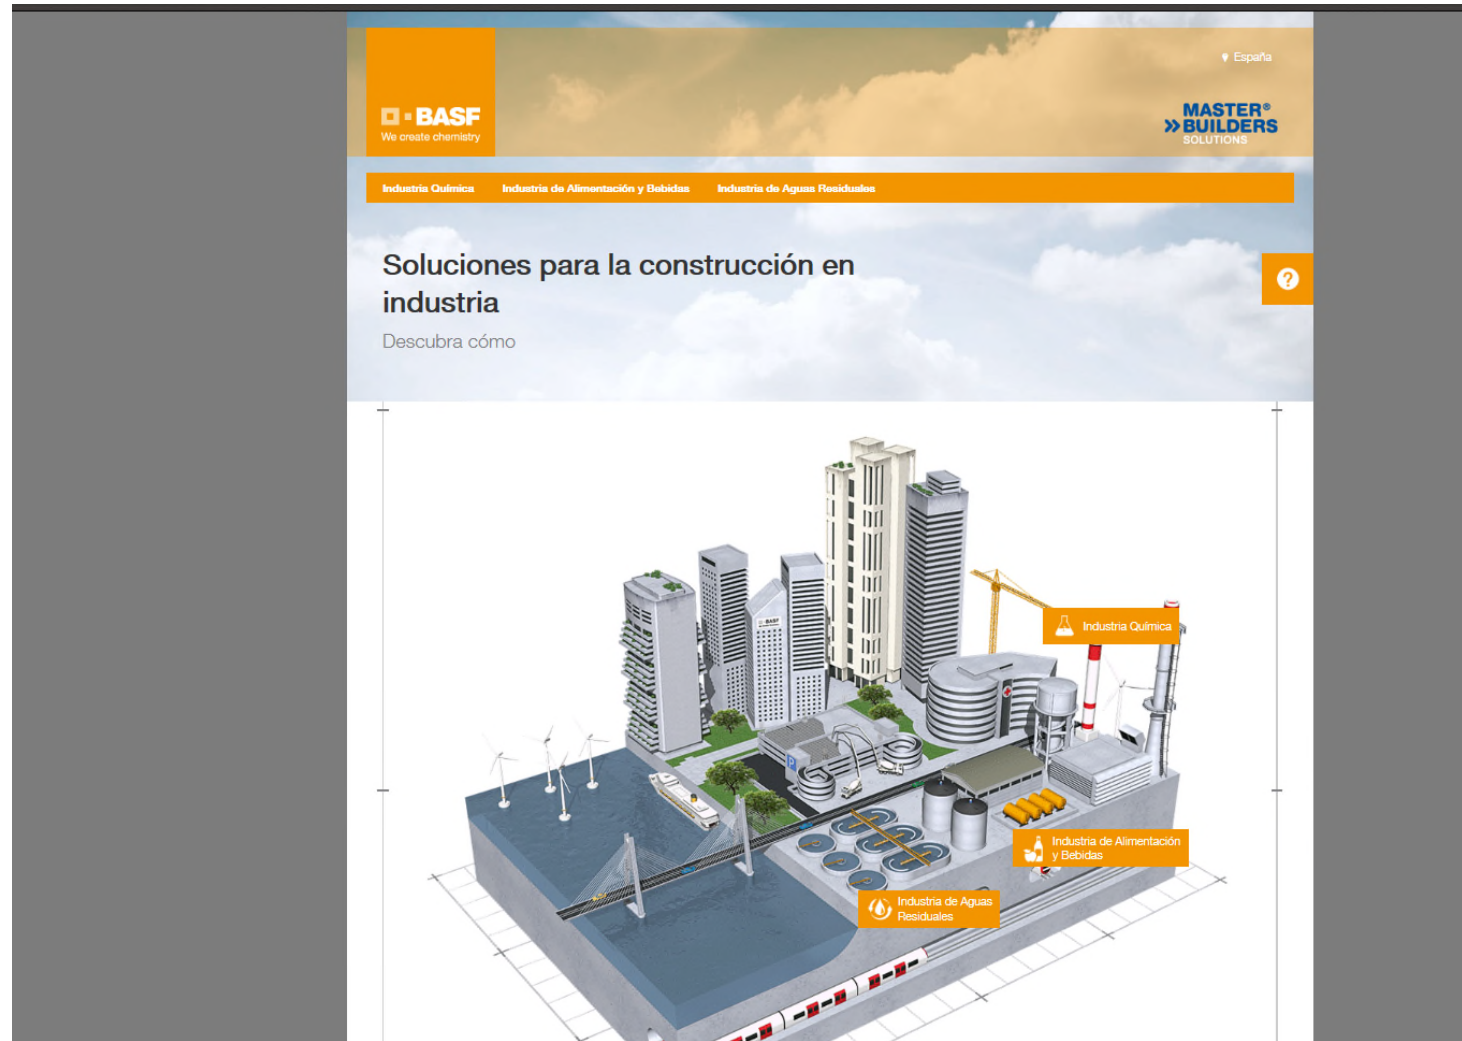 España
BASF
We create chemistry
MASTER®
BUILDERS
SOLUTIONS
Industria Química
Industria de Alimentación y Bebidas
Industria de Aguas Residuales
Soluciones para la construcción en
industria
Descubra cómo
?
BASF
Industria Química
P
Industria de Alimentación
y Bebidas
Industria de Aguas
Residuales